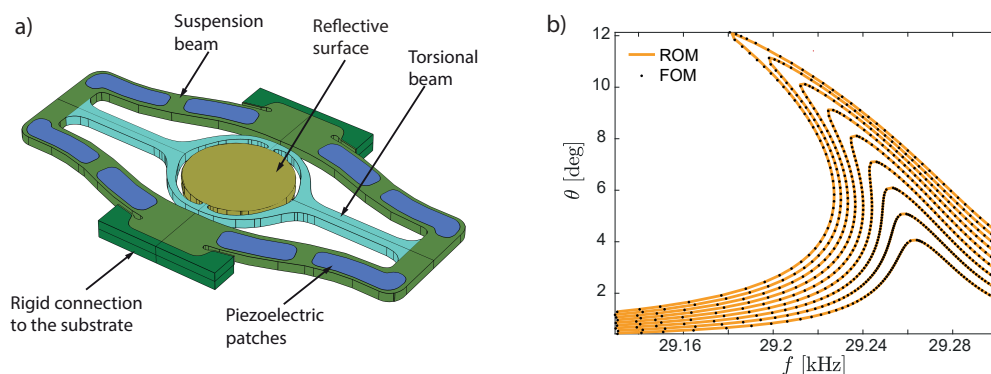 a)
Suspension
beam
Reflective
surface
Torsional
beam
Rigid connection
to the substrate
Piezoelectric
patches
b)
12
10
8
6
4
2
θ [deg]
ROM
FOM
29.16
29.2
29.24
29.28
f [kHz]